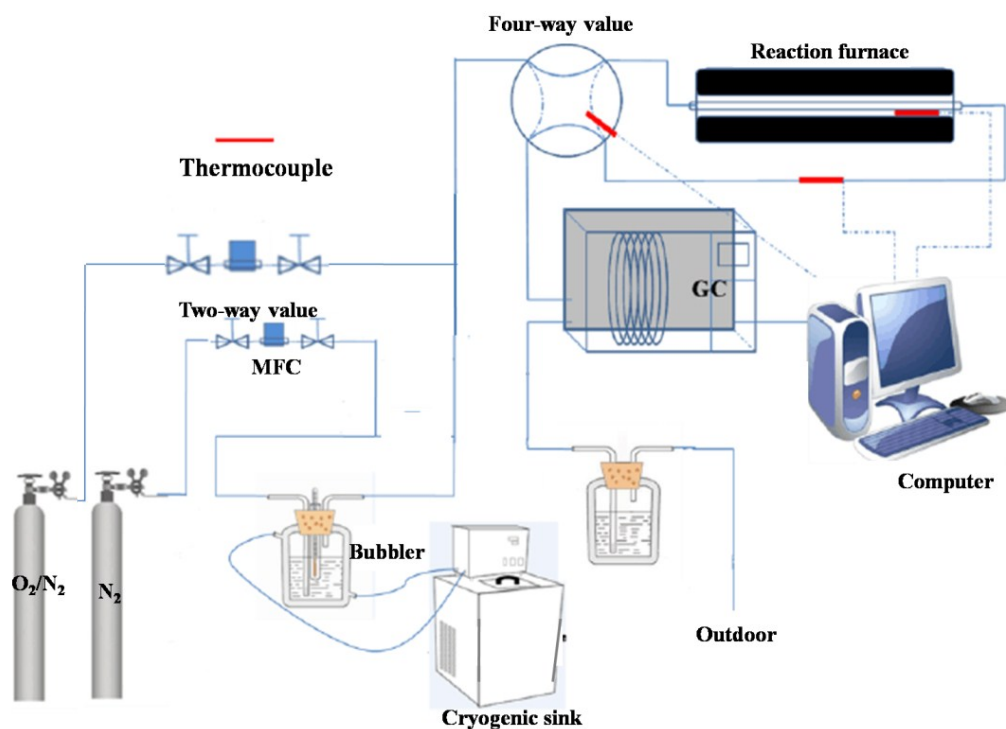 Four-way value
Reaction furnace
Thermocouple
GC
Two-way value
MFC
Computer
Bubbler
O₂/N₂
N₂
Outdoor
Cryogenic sink